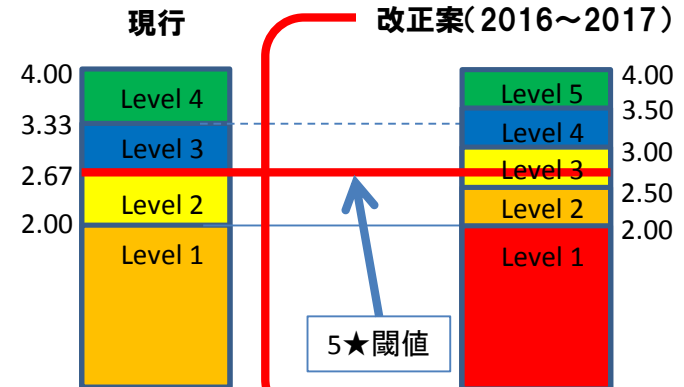 現行
4.00
Level 4
3.33
Level 3
2.67
Level 2
2.00
Level 1
改正案(2016～2017)
Level 5
4.00
3.50
Level 4
3.00
Level 3
2.50
Level 2
2.00
Level 1
5★閾値